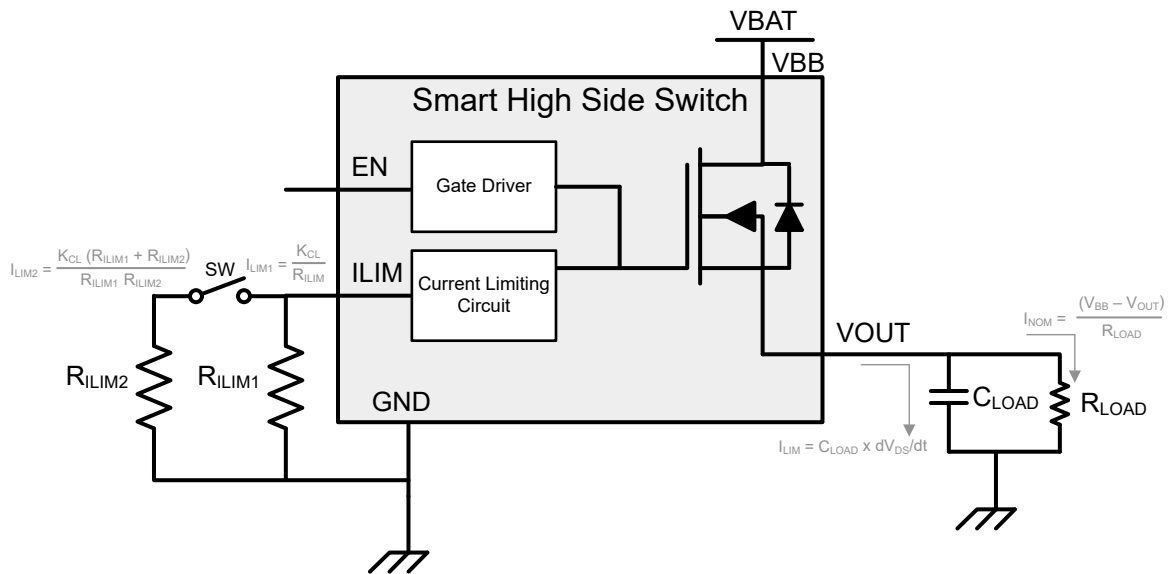 VBAT
VBB
Smart High Side Switch
EN
Gate Driver
I_LIM2 = K_CL (R_ILIM1 + R_ILIM2) / R_ILIM1 R_ILIM2
SW
I_LIM1 = K_CL / R_ILIM
ILIM
Current Limiting
Circuit
VOUT
I_NOM = (V_BB – V_OUT) / R_LOAD
R_ILIM2
R_ILIM1
GND
C_LOAD
R_LOAD
I_LIM = C_LOAD x dV_DS/dt